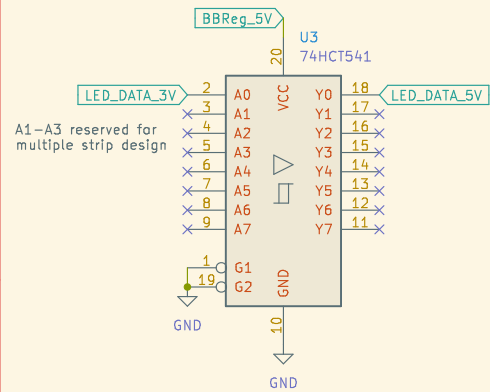 BBReg_5V
U3
74HCT541
20
VCC
LED_DATA_3V 2 A0 Y0 18 LED_DATA_5V
3 A1 Y1 17
A1-A3 reserved for
multiple strip design
4 A2 Y2 16
5 A3 Y3 15
6 A4 Y4 14
7 A5 Y5 13
8 A6 Y6 12
9 A7 Y7 11
1 G1
19 G2
GND
GND
10
GND